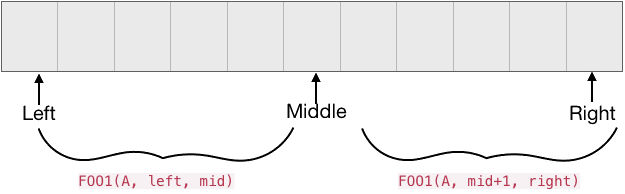 Left
Middle
Right
FOO1(A, left, mid)
FOO1(A, mid+1, right)